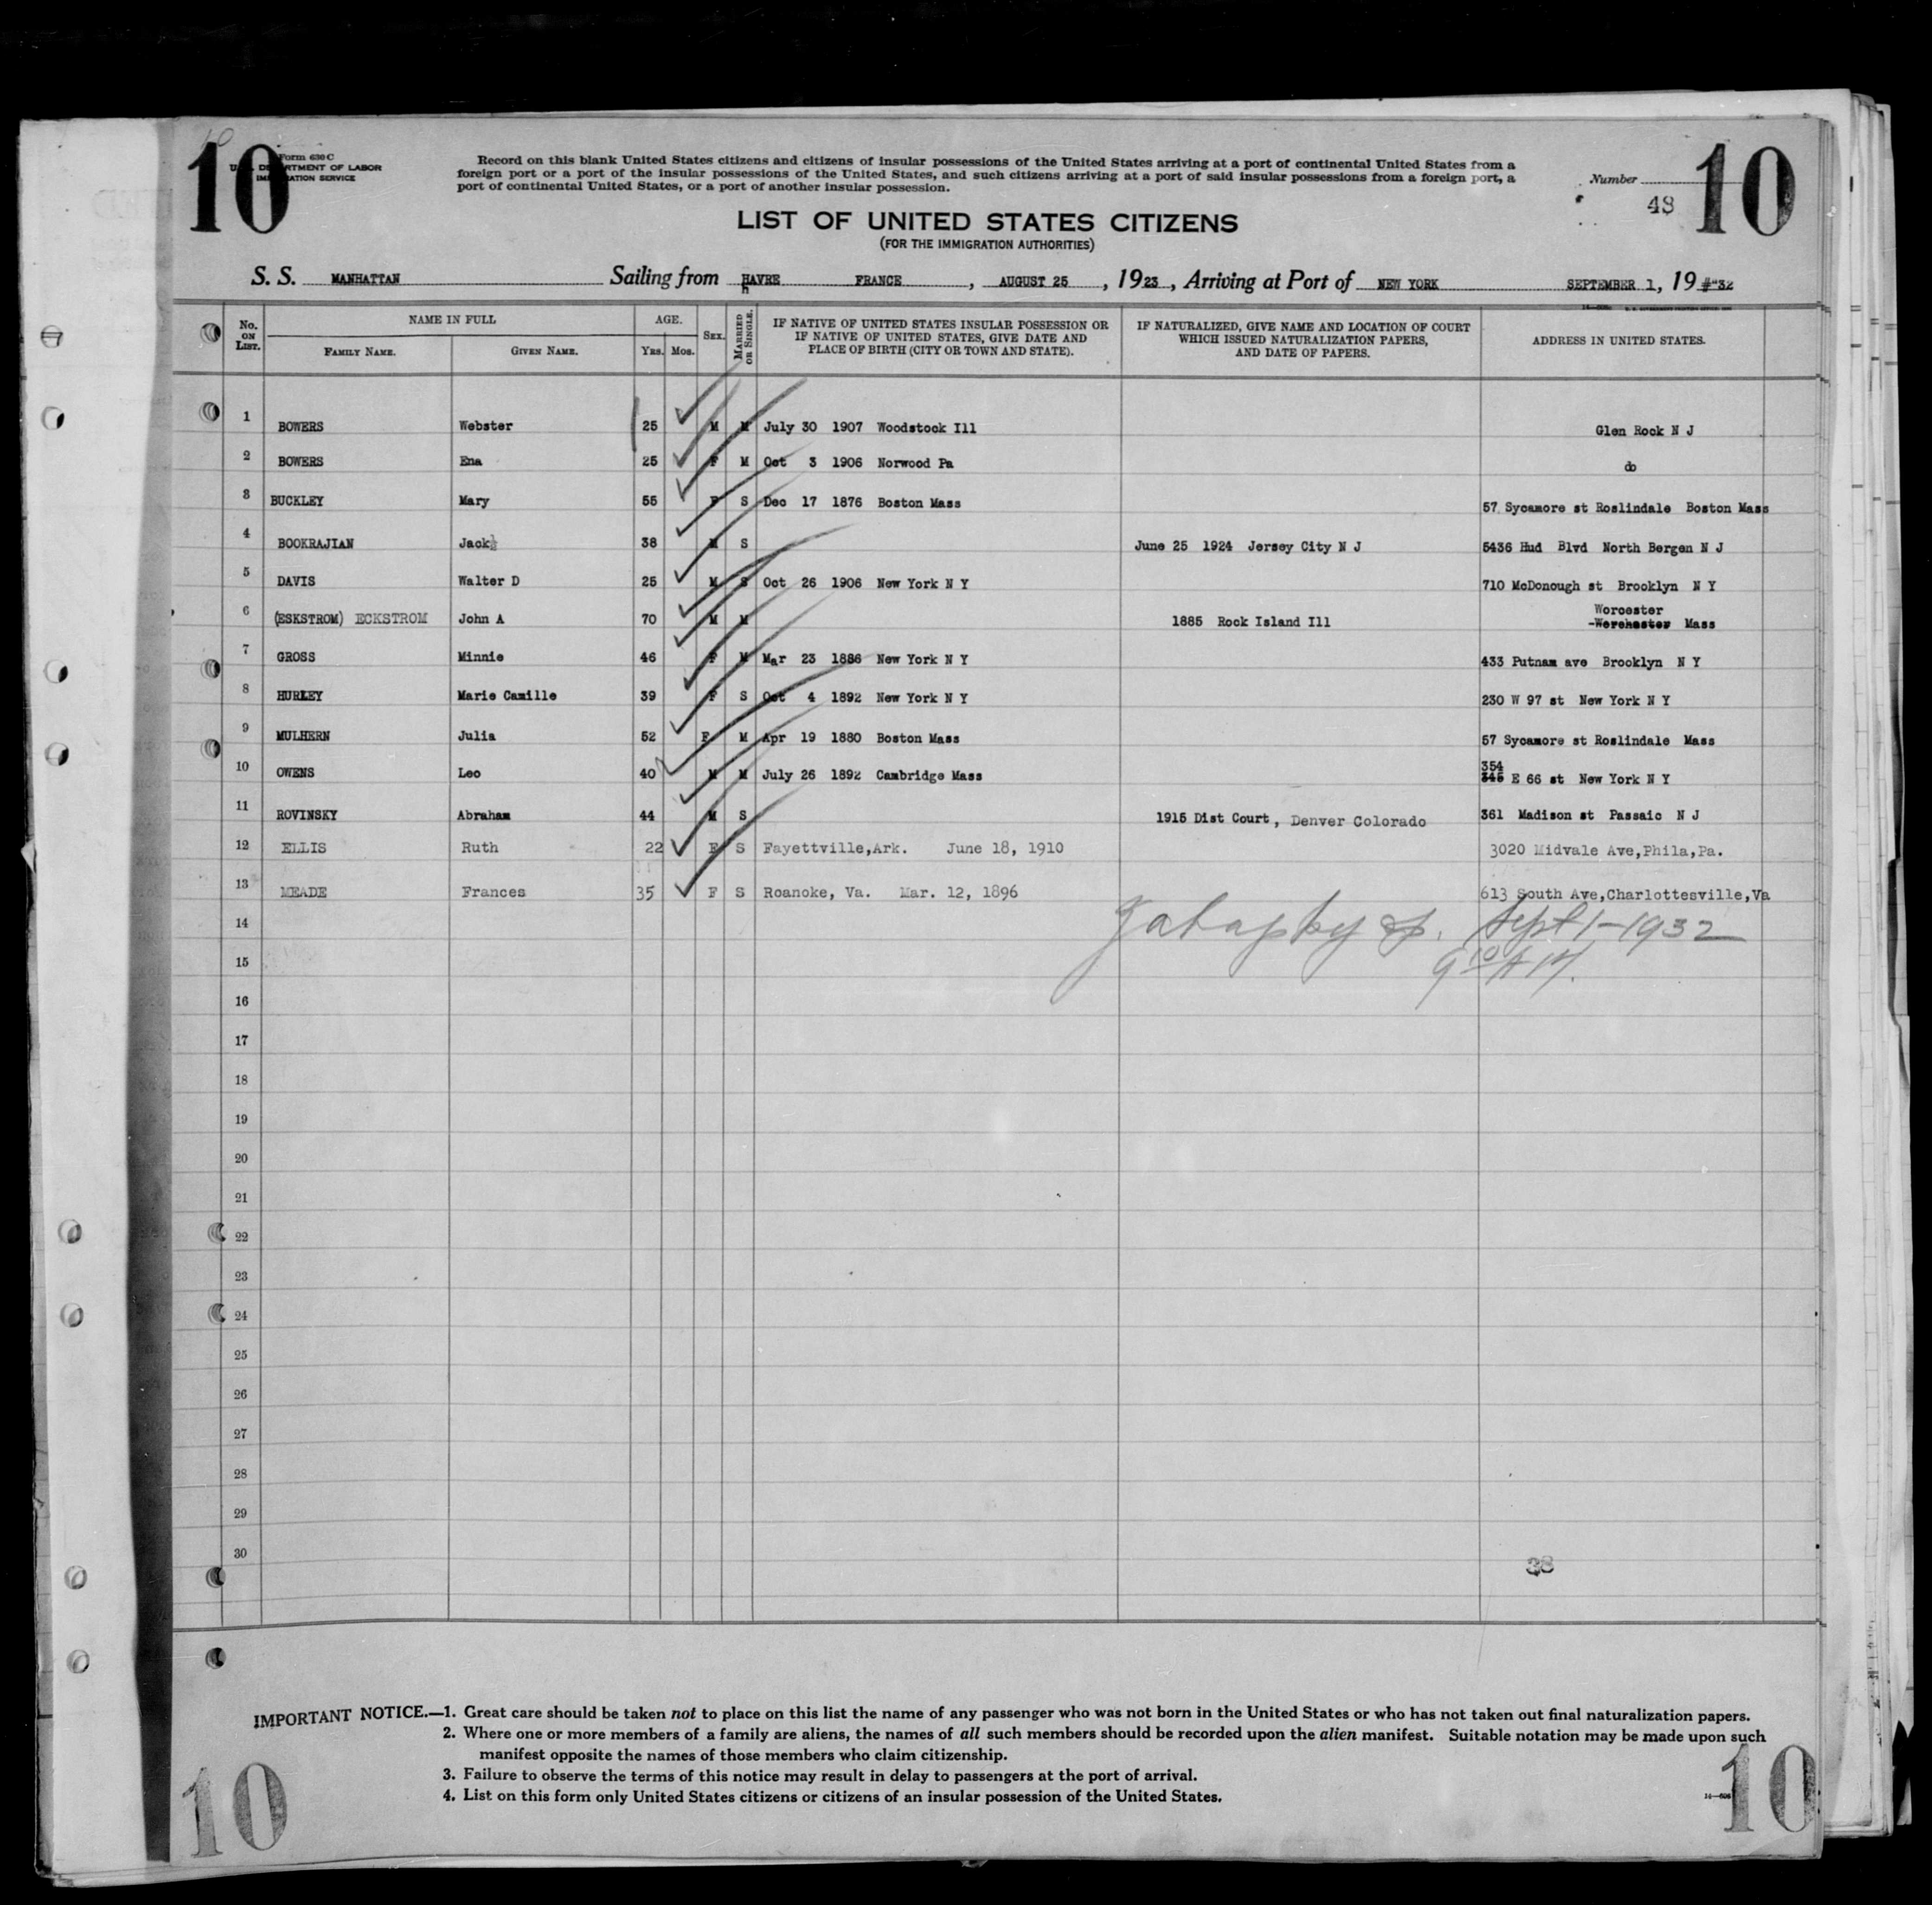 10
Form 630 C
U. S. DEPARTMENT OF LABOR
IMMIGRATION SERVICE
Record on this blank United States citizens and citizens of insular possessions of the United States arriving at a port of continental United States from a
foreign port or a port of the insular possessions of the United States, and such citizens arriving at a port of said insular possessions from a foreign port, a
port of continental United States, or a port of another insular possession.
Number
48
10
LIST OF UNITED STATES CITIZENS
(FOR THE IMMIGRATION AUTHORITIES)
S. S. MANHATTAN Sailing from HAVRE FRANCE, AUGUST 25, 1923, Arriving at Port of NEW YORK SEPTEMBER 1, 1932
No. ON LIST. NAME IN FULL AGE. SEX. MARRIED OR SINGLE. IF NATIVE OF UNITED STATES INSULAR POSSESSION OR IF NATIVE OF UNITED STATES, GIVE DATE AND PLACE OF BIRTH (CITY OR TOWN AND STATE). IF NATURALIZED, GIVE NAME AND LOCATION OF COURT WHICH ISSUED NATURALIZATION PAPERS, AND DATE OF PAPERS. ADDRESS IN UNITED STATES.
FAMILY NAME. GIVEN NAME. YRS. MOS.
1 BOWERS Webster 25 M M July 30 1907 Woodstock Ill Glen Rock N J
2 BOWERS Ena 25 F M Oct 3 1906 Norwood Pa do
3 BUCKLEY Mary 55 F S Dec 17 1876 Boston Mass 57 Sycamore st Roslindale Boston Mass
4 BOOKRAJIAN Jack 38 M S June 25 1924 Jersey City N J 5436 Hud Blvd North Bergen N J
5 DAVIS Walter D 25 M S Oct 26 1906 New York N Y 710 McDonough st Brooklyn N Y
Worcester
6 (ESKSTROM) ECKSTROM John A 70 M M 1885 Rock Island Ill Worchester Mass
7 GROSS Minnie 46 F M Mar 23 1886 New York N Y 433 Putnam ave Brooklyn N Y
8 HURLEY Marie Camille 39 F S Oct 4 1892 New York N Y 230 W 97 st New York N Y
9 MULHERN Julia 52 F M Apr 19 1880 Boston Mass 57 Sycamore st Roslindale Mass
354
10 OWENS Leo 40 M M July 26 1892 Cambridge Mass 345 E 66 st New York N Y
11 ROVINSKY Abraham 44 M S 1915 Dist Court, Denver Colorado 361 Madison st Passaic N J
12 ELLIS Ruth 22 F S Fayettville,Ark. June 18, 1910 3020 Midvale Ave,Phila,Pa.
13 MEADE Frances 35 F S Roanoke, Va. Mar. 12, 1896 613 South Ave,Charlottesville,Va
14 Sept 1-1932
15 9 10 AM.
16
17
18
19
20
21
22
23
24
25
26
27
28
29
30
38
IMPORTANT NOTICE.—1. Great care should be taken not to place on this list the name of any passenger who was not born in the United States or who has not taken out final naturalization papers.
2. Where one or more members of a family are aliens, the names of all such members should be recorded upon the alien manifest. Suitable notation may be made upon such
manifest opposite the names of those members who claim citizenship.
3. Failure to observe the terms of this notice may result in delay to passengers at the port of arrival.
4. List on this form only United States citizens or citizens of an insular possession of the United States.
10
10